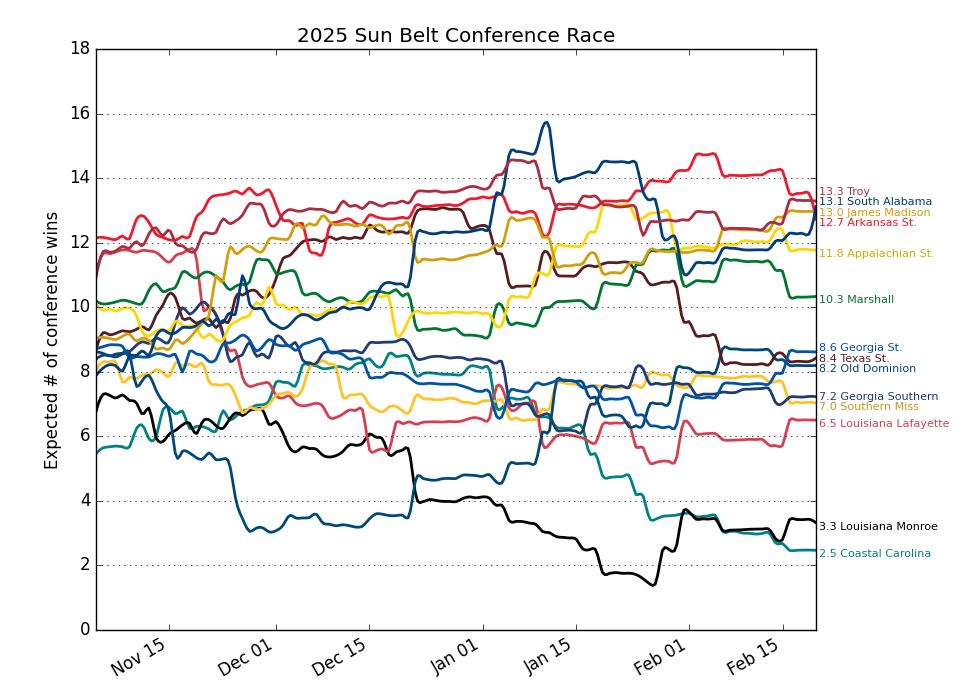 2025 Sun Belt Conference Race
Expected # of conference wins
18
16
14
12
10
8
6
4
2
0
Nov 15
Dec 01
Dec 15
Jan 01
Jan 15
Feb 01
Feb 15
13.3 Troy
13.1 South Alabama
13.0 James Madison
12.7 Arkansas St.
11.8 Appalachian St.
10.3 Marshall
8.6 Georgia St.
8.4 Texas St.
8.2 Old Dominion
7.2 Georgia Southern
7.0 Southern Miss
6.5 Louisiana Lafayette
3.3 Louisiana Monroe
2.5 Coastal Carolina